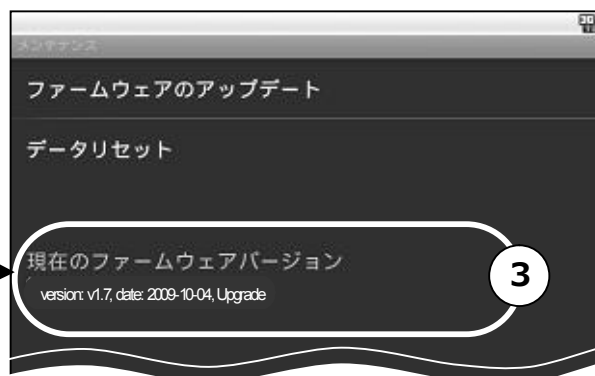 メンテナンス
ファームウェアのアップデート
データリセット
現在のファームウェアバージョン
version: v1.7, date: 2009-10-04, Upgrade
3